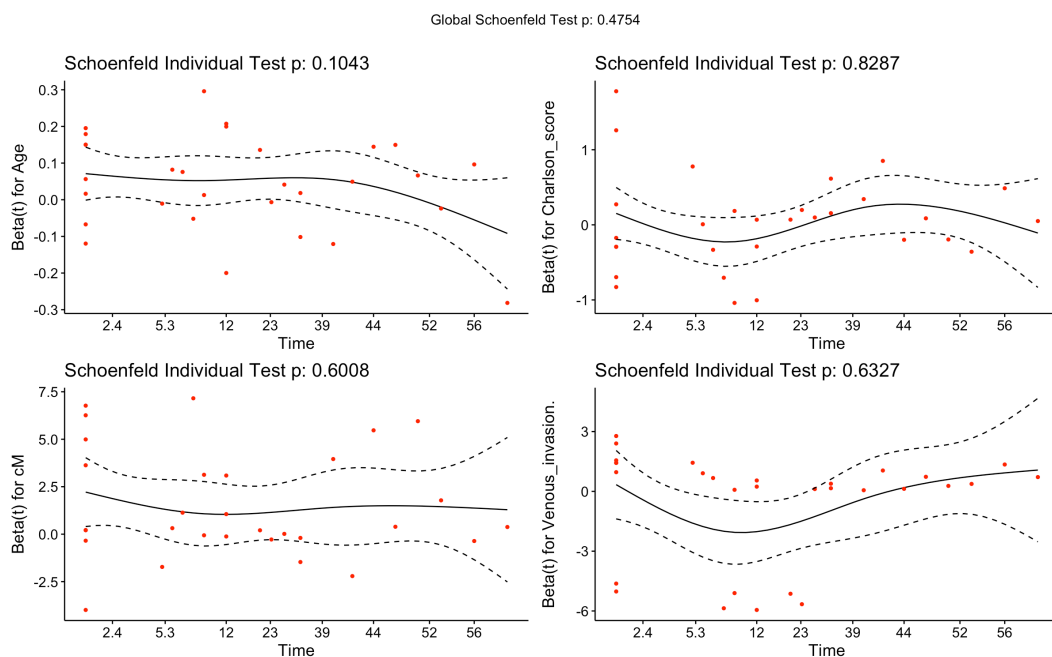 Global Schoenfeld Test p: 0.4754
Schoenfeld Individual Test p: 0.1043
Beta(t) for Age
0.3
0.2
0.1
0.0
-0.1
-0.2
-0.3
2.4 5.3 12 23 39 44 52 56
Time
Schoenfeld Individual Test p: 0.8287
Beta(t) for Charlson_score
1
0
-1
2.4 5.3 12 23 39 44 52 56
Time
Schoenfeld Individual Test p: 0.6008
Beta(t) for cM
7.5
5.0
2.5
0.0
-2.5
2.4 5.3 12 23 39 44 52 56
Time
Schoenfeld Individual Test p: 0.6327
Beta(t) for Venous_invasion.
3
0
-3
-6
2.4 5.3 12 23 39 44 52 56
Time